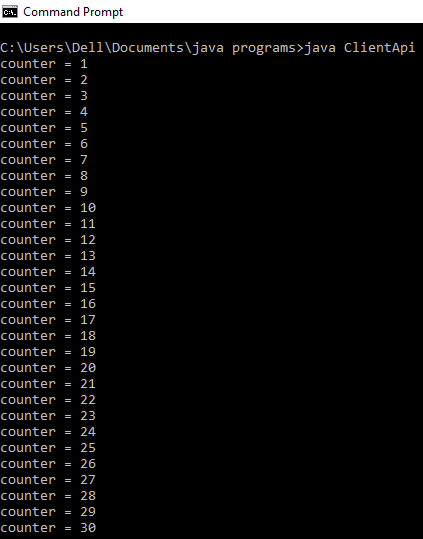 Command Prompt
C:\Users\Dell\Documents\java programs>java ClientApi
counter = 1
counter = 2
counter = 3
counter = 4
counter = 5
counter = 6
counter = 7
counter = 8
counter = 9
counter = 10
counter = 11
counter = 12
counter = 13
counter = 14
counter = 15
counter = 16
counter = 17
counter = 18
counter = 19
counter = 20
counter = 21
counter = 22
counter = 23
counter = 24
counter = 25
counter = 26
counter = 27
counter = 28
counter = 29
counter = 30